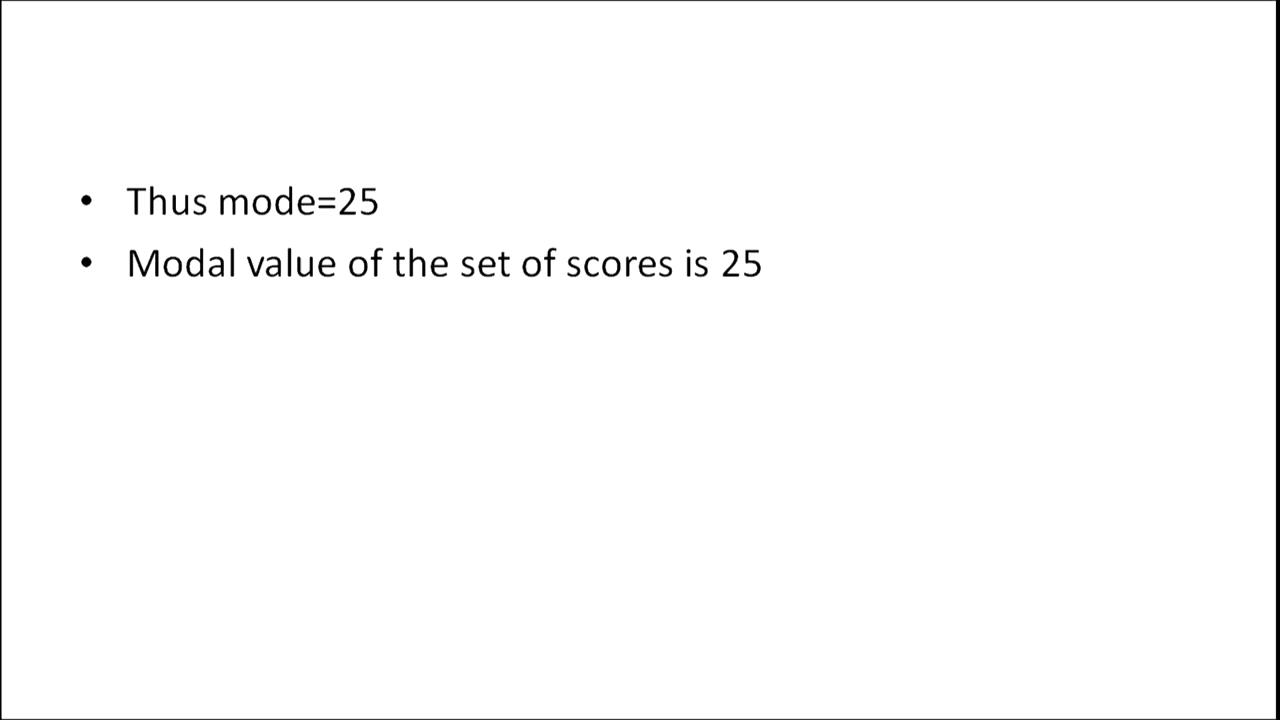 • Thus mode=25
• Modal value of the set of scores is 25